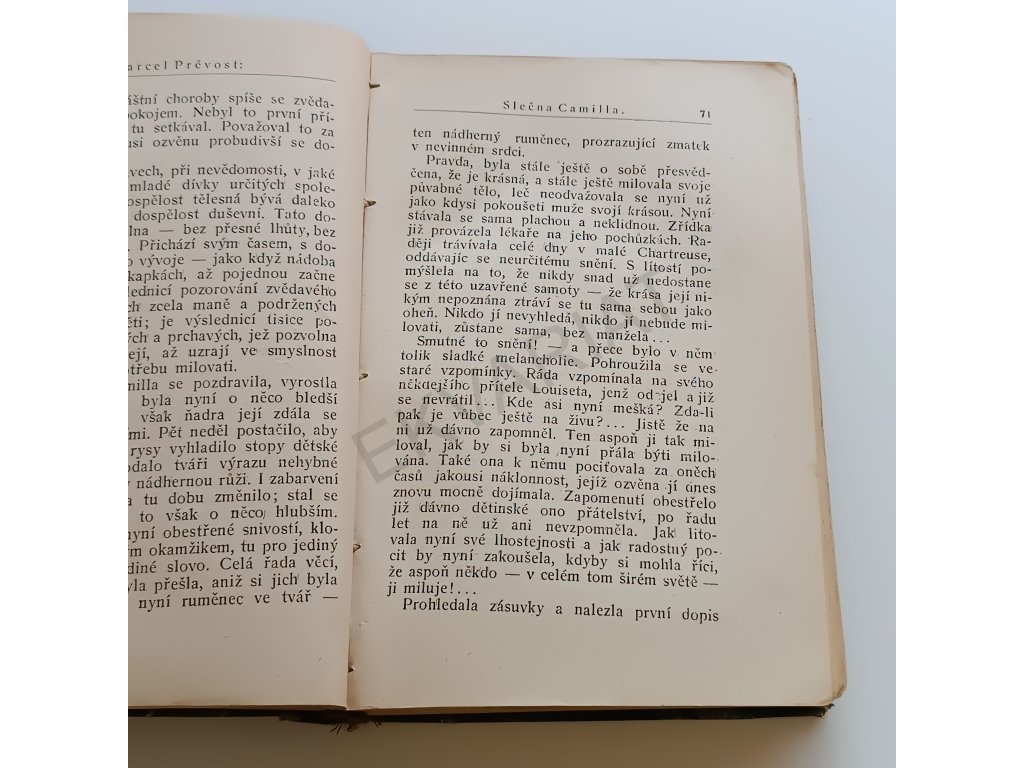 arcel Prévost:
áštní choroby spíše se zvěda-
pokojem. Nebyl to první pří-
tu setkával. Považoval to za
usi ozvěnu probudivší se do-
vech, při nevědomosti, v jaké
mladé dívky určitých spole-
ospělost tělesná bývá daleko
dospělost duševní. Tato do-
lna — bez přesné lhůty, bez
. Přichází svým časem, s do-
o vývoje — jako když nádoba
kapkách, až pojednou začne
lednicí pozorování zvědavého
ch zcela maně a podržených
ěti; je výslednicí tisíce po-
ých a prchavých, jež pozvolna
ejí, až uzrají ve smyslnost
otřebu milovati.
nilla se pozdravila, vyrostla
byla nyní o něco bledší
však ňadra její zdála se
ími. Pět neděl postačilo, aby
rysy vyhladilo stopy dětské
odalo tváři výrazu nehybné
nádhernou růži. I zabarvení
a tu dobu změnilo; stal se
to však o něco hlubším.
nyní obestřené snivostí, klo-
ým okamžikem, tu pro jediný
diné slovo. Celá řada věcí,
yla přešla, aniž si jich byla
nyní ruměnec ve tvář —
Slečna Camilla. 71
ten nádherný ruměnec, prozrazující zmatek
v nevinném srdci.
Pravda, byla stále ještě o sobě přesvěd-
čena, že je krásná, a stále ještě milovala svoje
půvabné tělo, leč neodvažovala se nyní už
jako kdysi pokoušeti muže svojí krásou. Nyní
stávala se sama plachou a neklidnou. Zřídka
již provázela lékaře na jeho pochůzkách. Ra-
ději trávívala celé dny v malé Chartreuse,
oddávajíc se neurčitému snění. S lítostí po-
mýšlela na to, že nikdy snad už nedostane
se z této uzavřené samoty — že krása její ni-
kým nepoznána ztráví se tu sama sebou jako
oheň. Nikdo jí nevyhledá, nikdo jí nebude mi-
lovati, zůstane sama, bez manžela...
Smutné to snění! — a přece bylo v něm
tolik sladké melancholie. Pohroužila se ve
staré vzpomínky. Ráda vzpomínala na svého
někdejšího přítele Louiseta, jenž odejel a již
se nevrátil... Kde asi nyní mešká? Zda-li
pak je vůbec ještě na živu?... Jistě že na
ni už dávno zapomněl. Ten aspoň ji tak mi-
loval, jak by si byla nyní přála býti milo-
vána. Také ona k němu pociťovala za oněch
časů jakousi náklonnost, jejíž ozvěna jí dnes
znovu mocně dojímala. Zapomenutí obestřelo
již dávno dětinské ono přátelství, po řadu
let na ně už ani nevzpomněla. Jak lito-
vala nyní své lhostejnosti a jak radostný po-
cit by nyní zakoušela, kdyby si mohla říci,
že aspoň někdo — v celém tom širém světě —
ji miluje!...
Prohledala zásuvky a nalezla první dopis